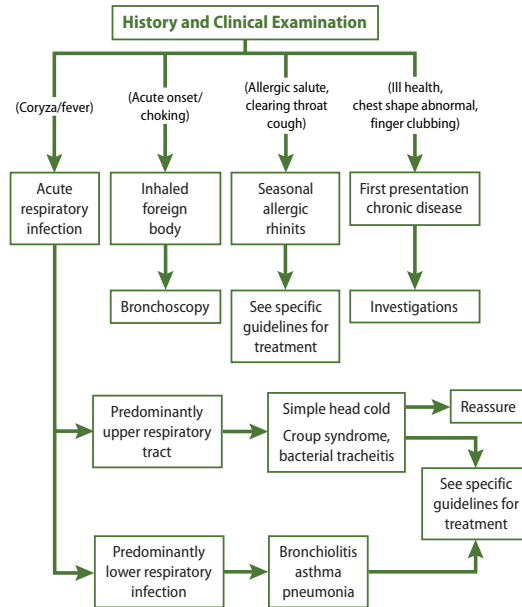 History and Clinical Examination
(Coryza/fever)
(Acute onset/
choking)
(Allergic salute,
clearing throat
cough)
(Ill health,
chest shape abnormal,
finger clubbing)
Acute
respiratory
infection
Inhaled
foreign
body
Seasonal
allergic
rhinits
First presentation
chronic disease
Bronchoscopy
See specific
guidelines for
treatment
Investigations
Predominantly
upper respiratory
tract
Simple head cold
Croup syndrome,
bacterial tracheitis
Reassure
See specific
guidelines for
treatment
Predominantly
lower respiratory
infection
Bronchiolitis
asthma
pneumonia